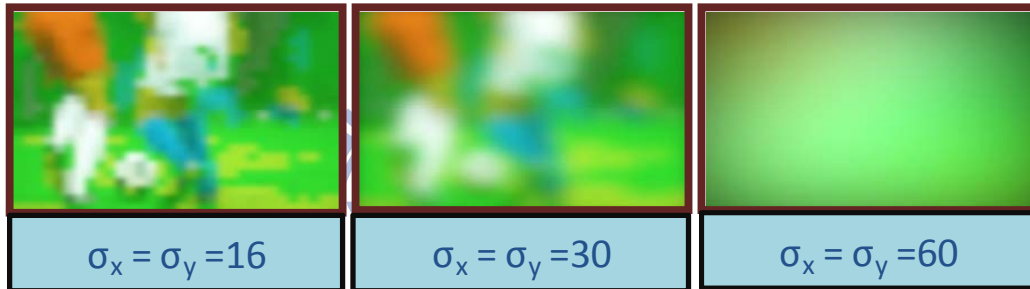 σx = σy =16
σx = σy =30
σx = σy =60